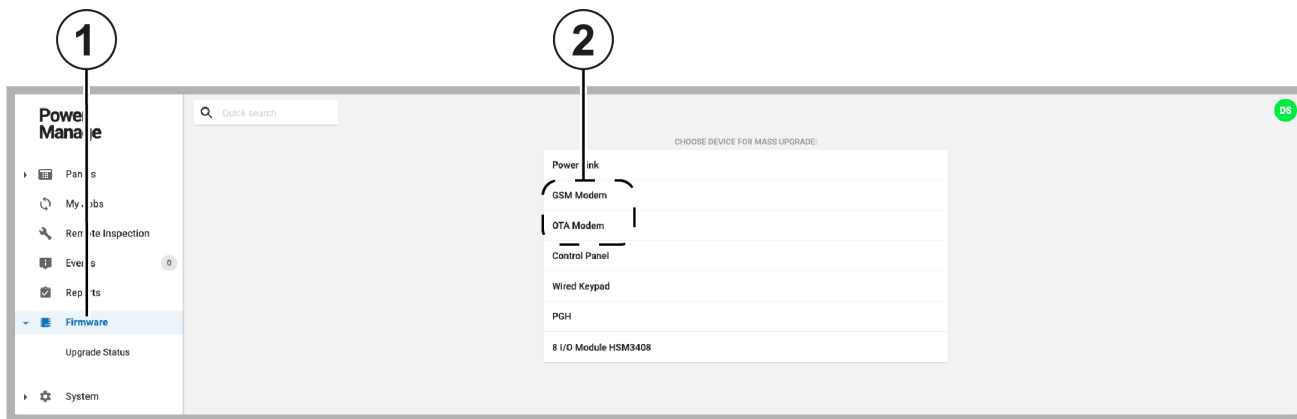 1
2
Power
Manage
Quick search
DS
CHOOSE DEVICE FOR MASS UPGRADE:
Panels
My Jobs
Remote Inspection
Events
0
Reports
Firmware
Upgrade Status
System
PowerLink
GSM Modem
OTA Modem
Control Panel
Wired Keypad
PGH
8 I/O Module HSM3408